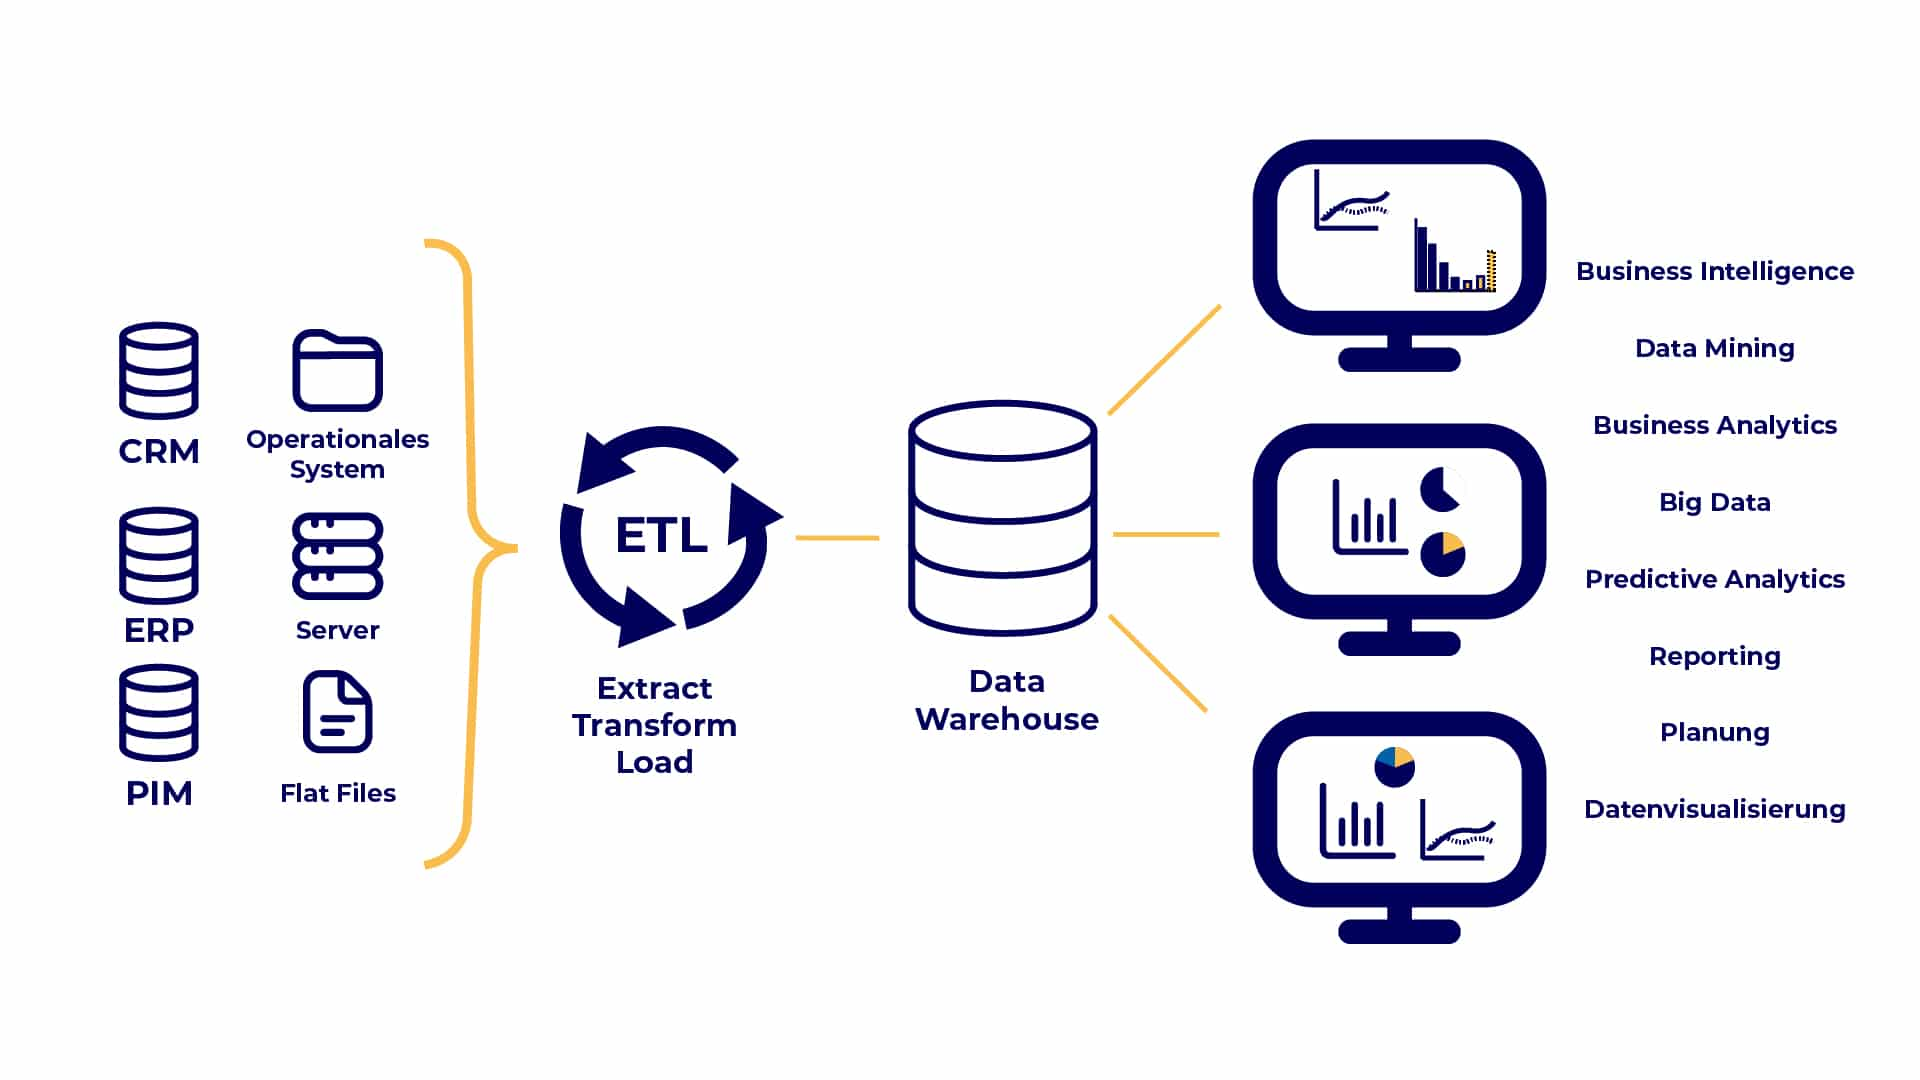 CRM
Operationales
System
ERP
Server
PIM
Flat Files
ETL
Extract
Transform
Load
Data
Warehouse
Business Intelligence
Data Mining
Business Analytics
Big Data
Predictive Analytics
Reporting
Planung
Datenvisualisierung